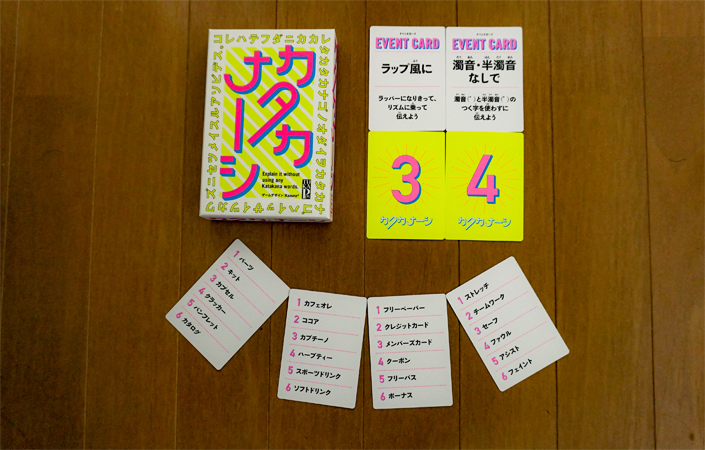 コレハテフダニカカレ
タカタカナゴノオダイヲカタカナ
ゴハイッサイツカワ
ズニセツメイスルアソビデス。
カタカ
ナーシ
Explain it without
using any
Katakana words.
EVENT CARD
ラップ風に
ラッパーになりきって、
リズムに乗って
伝えよう
EVENT CARD
濁音・半濁音
なしで
濁音(゛)と半濁音(゜)の
つく字を使わずに
伝えよう
3
カタカナーシ
4
カタカナーシ
1 パーツ
2 キット
3 カプセル
4 クラッカー
5 パンフレット
6 カタログ
1 カフェオレ
2 ココア
3 カプチーノ
4 ハーブティー
5 スポーツドリンク
6 ソフトドリンク
1 フリーペーパー
2 クレジットカード
3 メンバーズカード
4 クーポン
5 フリーパス
6 ボーナス
1 ストレッチ
2 チームワーク
3 セーフ
4 ファウル
5 アシスト
6 フェイント